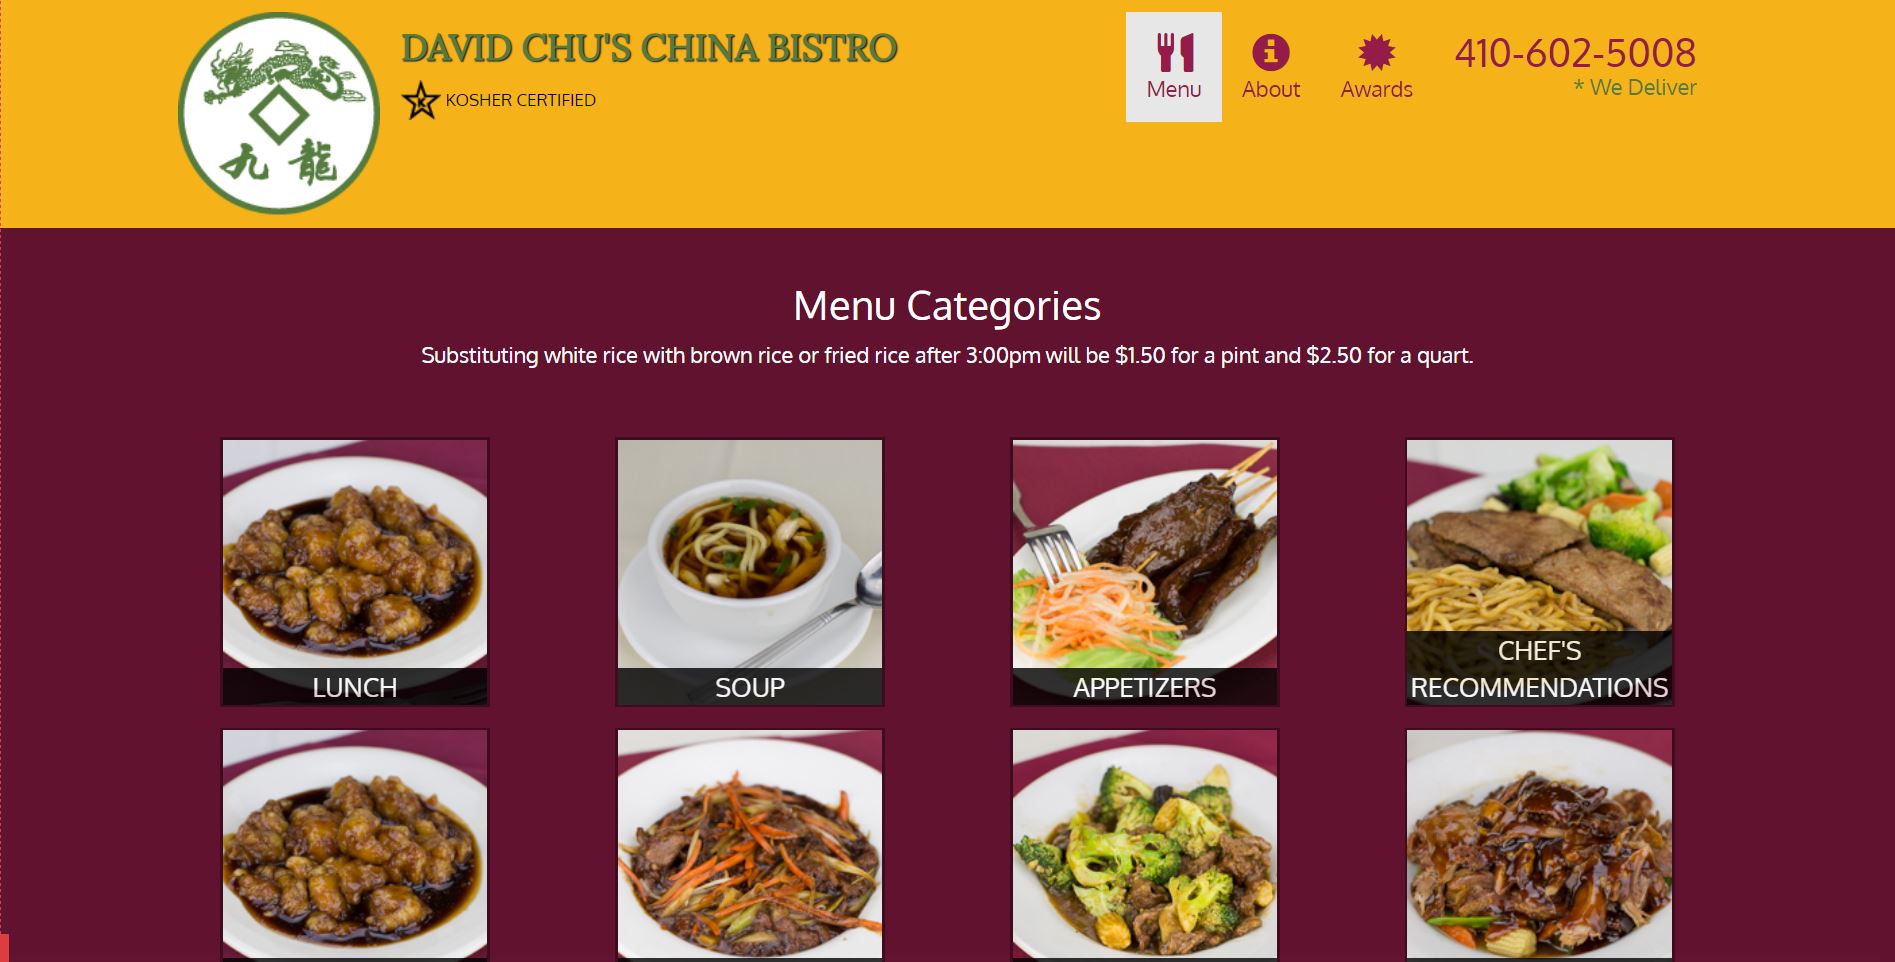 DAVID CHU'S CHINA BISTRO
KOSHER CERTIFIED
九龍
Menu
About
Awards
410-602-5008
* We Deliver
Menu Categories
Substituting white rice with brown rice or fried rice after 3:00pm will be $1.50 for a pint and $2.50 for a quart.
LUNCH
SOUP
APPETIZERS
CHEF'S
RECOMMENDATIONS